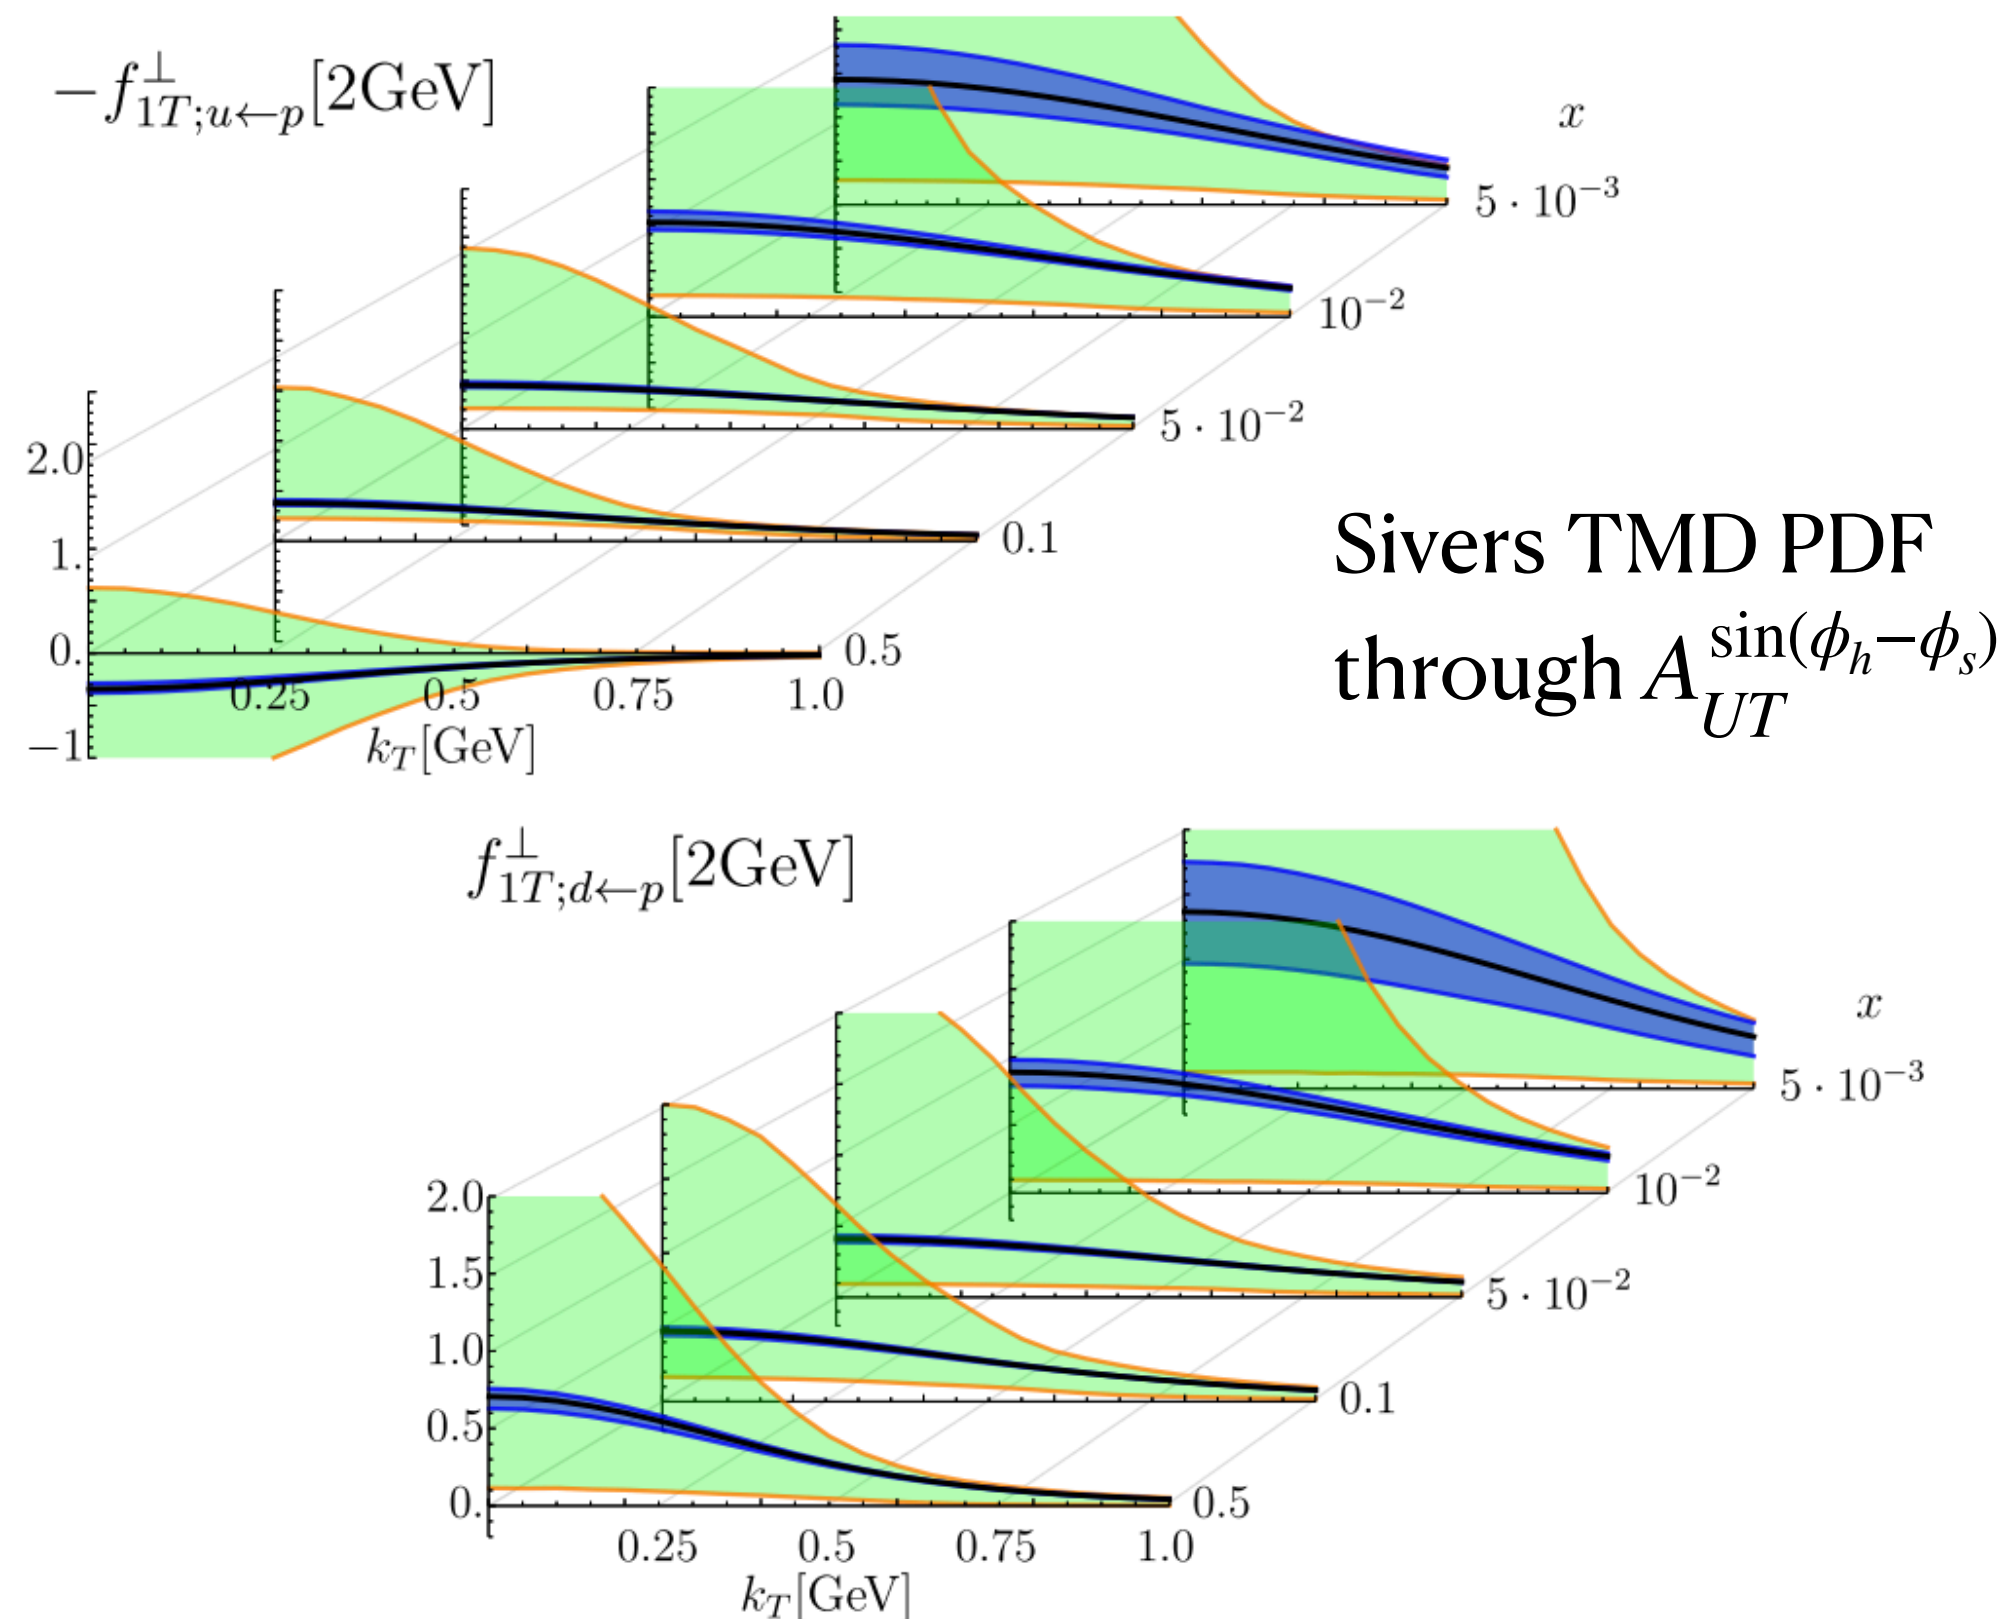 −f⊥1T;u←p[2GeV]
x
5 · 10−3
10−2
5 · 10−2
0.1
0.5
2.0
1.
0.
−1
0.25 0.5 0.75 1.0
kT[GeV]
Sivers TMD PDF
through A sin(ϕh−ϕs) UT
f⊥1T;d←p[2GeV]
x
5 · 10−3
10−2
5 · 10−2
0.1
0.5
2.0
1.5
1.0
0.5
0.
0.25 0.5 0.75 1.0
kT[GeV]